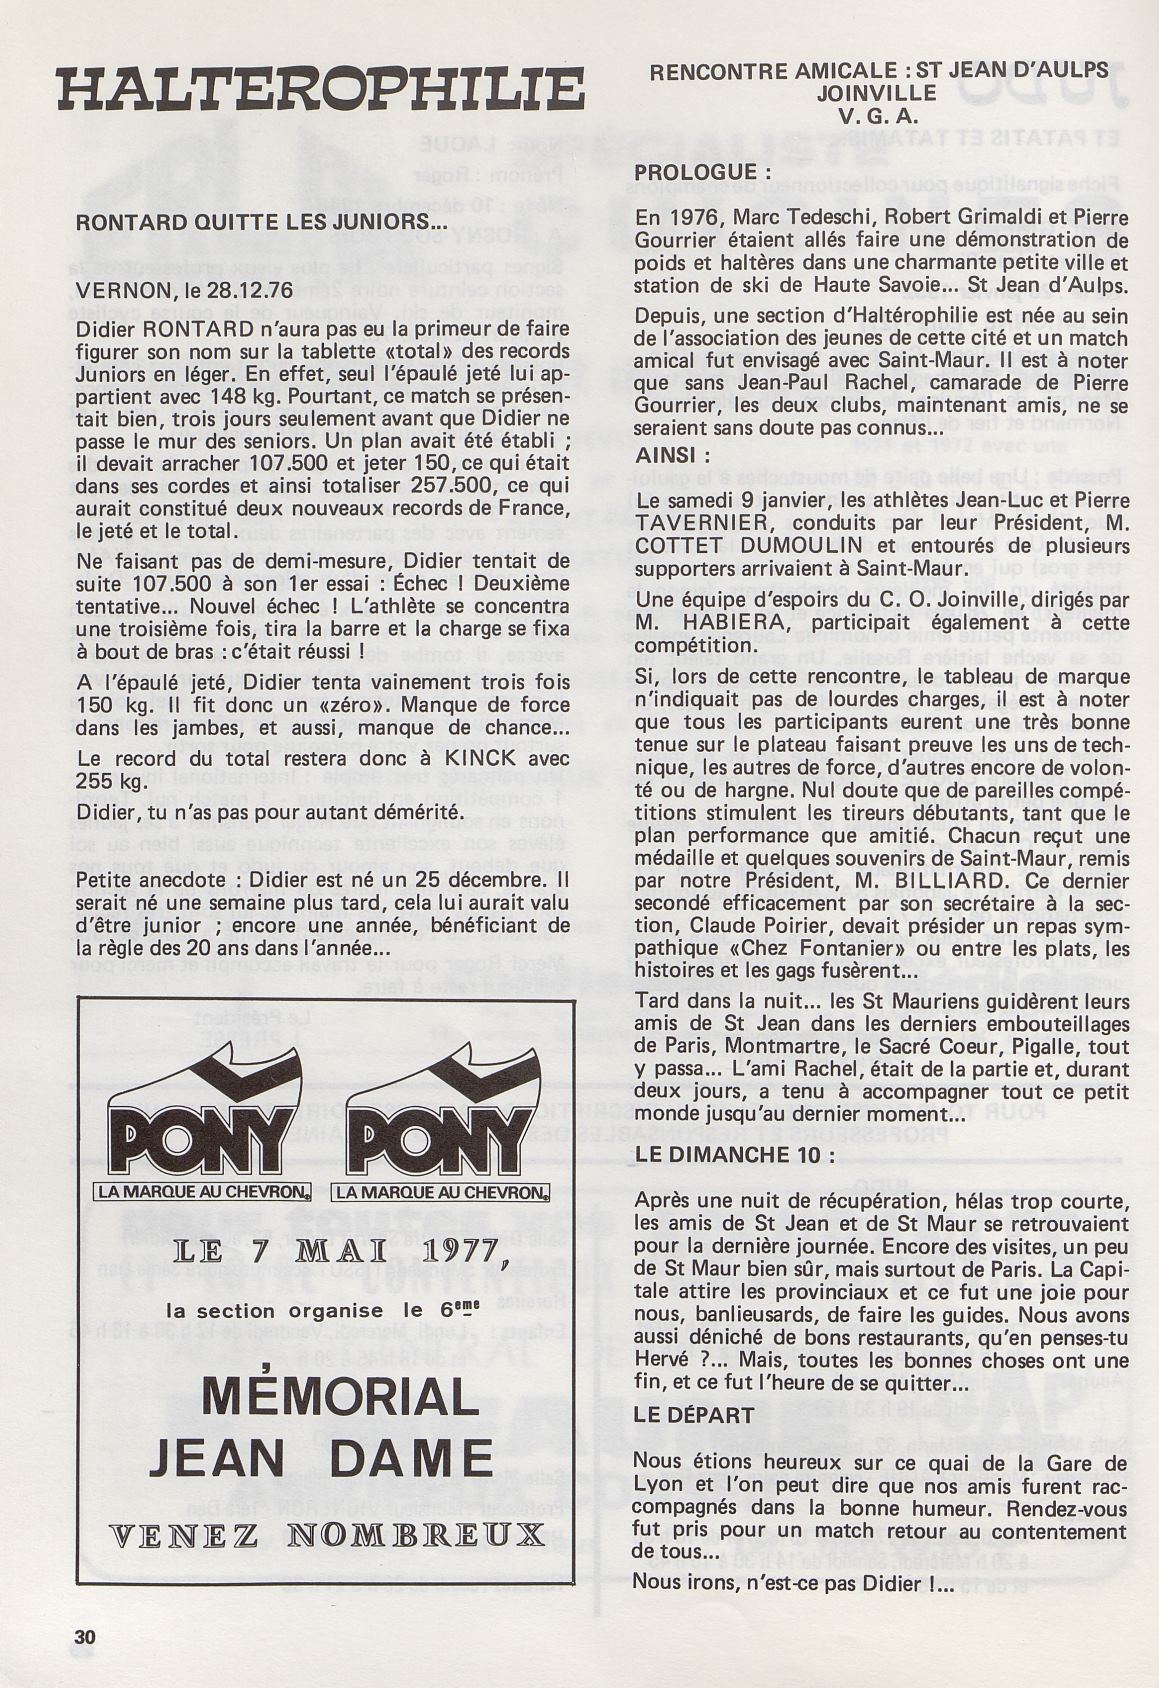 HALTEROPHILIE
RONTARD QUITTE LES JUNIORS...
VERNON, le 28.12.76
Didier RONTARD n'aura pas eu la primeur de faire
figurer son nom sur la tablette «total» des records
Juniors en léger. En effet, seul l'épaulé jeté lui ap-
partient avec 148 kg. Pourtant, ce match se présen-
tait bien, trois jours seulement avant que Didier ne
passe le mur des seniors. Un plan avait été établi ;
il devait arracher 107.500 et jeter 150, ce qui était
dans ses cordes et ainsi totaliser 257.500, ce qui
aurait constitué deux nouveaux records de France,
le jeté et le total.
Ne faisant pas de demi-mesure, Didier tentait de
suite 107.500 à son 1er essai : Échec ! Deuxième
tentative... Nouvel échec ! L'athlète se concentra
une troisième fois, tira la barre et la charge se fixa
à bout de bras : c'était réussi !
A l'épaulé jeté, Didier tenta vainement trois fois
150 kg. Il fit donc un «zéro». Manque de force
dans les jambes, et aussi, manque de chance...
Le record du total restera donc à KINCK avec
255 kg.
Didier, tu n'as pas pour autant démérité.
Petite anecdote : Didier est né un 25 décembre. Il
serait né une semaine plus tard, cela lui aurait valu
d'être junior ; encore une année, bénéficiant de
la règle des 20 ans dans l'année...
PONY PONY
LA MARQUE AU CHEVRON LA MARQUE AU CHEVRON
LE 7 MAI 1977,
la section organise le 6eme
MÉMORIAL
JEAN DAME
VENEZ NOMBREUX
30
RENCONTRE AMICALE : ST JEAN D'AULPS
JOINVILLE
V. G. A.
PROLOGUE :
En 1976, Marc Tedeschi, Robert Grimaldi et Pierre
Gourrier étaient allés faire une démonstration de
poids et haltères dans une charmante petite ville et
station de ski de Haute Savoie... St Jean d'Aulps.
Depuis, une section d'Haltérophilie est née au sein
de l'association des jeunes de cette cité et un match
amical fut envisagé avec Saint-Maur. Il est à noter
que sans Jean-Paul Rachel, camarade de Pierre
Gourrier, les deux clubs, maintenant amis, ne se
seraient sans doute pas connus...
AINSI :
Le samedi 9 janvier, les athlètes Jean-Luc et Pierre
TAVERNIER, conduits par leur Président, M.
COTTET DUMOULIN et entourés de plusieurs
supporters arrivaient à Saint-Maur.
Une équipe d'espoirs du C. O. Joinville, dirigés par
M. HABIERA, participait également à cette
compétition.
Si, lors de cette rencontre, le tableau de marque
n'indiquait pas de lourdes charges, il est à noter
que tous les participants eurent une très bonne
tenue sur le plateau faisant preuve les uns de tech-
nique, les autres de force, d'autres encore de volon-
té ou de hargne. Nul doute que de pareilles compé-
titions stimulent les tireurs débutants, tant que le
plan performance que amitié. Chacun reçut une
médaille et quelques souvenirs de Saint-Maur, remis
par notre Président, M. BILLIARD. Ce dernier
secondé efficacement par son secrétaire à la sec-
tion, Claude Poirier, devait présider un repas sym-
pathique «Chez Fontanier» ou entre les plats, les
histoires et les gags fusèrent...
Tard dans la nuit... les St Mauriens guidèrent leurs
amis de St Jean dans les derniers embouteillages
de Paris, Montmartre, le Sacré Coeur, Pigalle, tout
y passa... L'ami Rachel, était de la partie et, durant
deux jours, a tenu à accompagner tout ce petit
monde jusqu'au dernier moment...
LE DIMANCHE 10 :
Après une nuit de récupération, hélas trop courte,
les amis de St Jean et de St Maur se retrouvaient
pour la dernière journée. Encore des visites, un peu
de St Maur bien sûr, mais surtout de Paris. La Capi-
tale attire les provinciaux et ce fut une joie pour
nous, banlieusards, de faire les guides. Nous avons
aussi déniché de bons restaurants, qu'en penses-tu
Hervé ?... Mais, toutes les bonnes choses ont une
fin, et ce fut l'heure de se quitter...
LE DÉPART
Nous étions heureux sur ce quai de la Gare de
Lyon et l'on peut dire que nos amis furent rac-
compagnés dans la bonne humeur. Rendez-vous
fut pris pour un match retour au contentement
de tous...
Nous irons, n'est-ce pas Didier !...